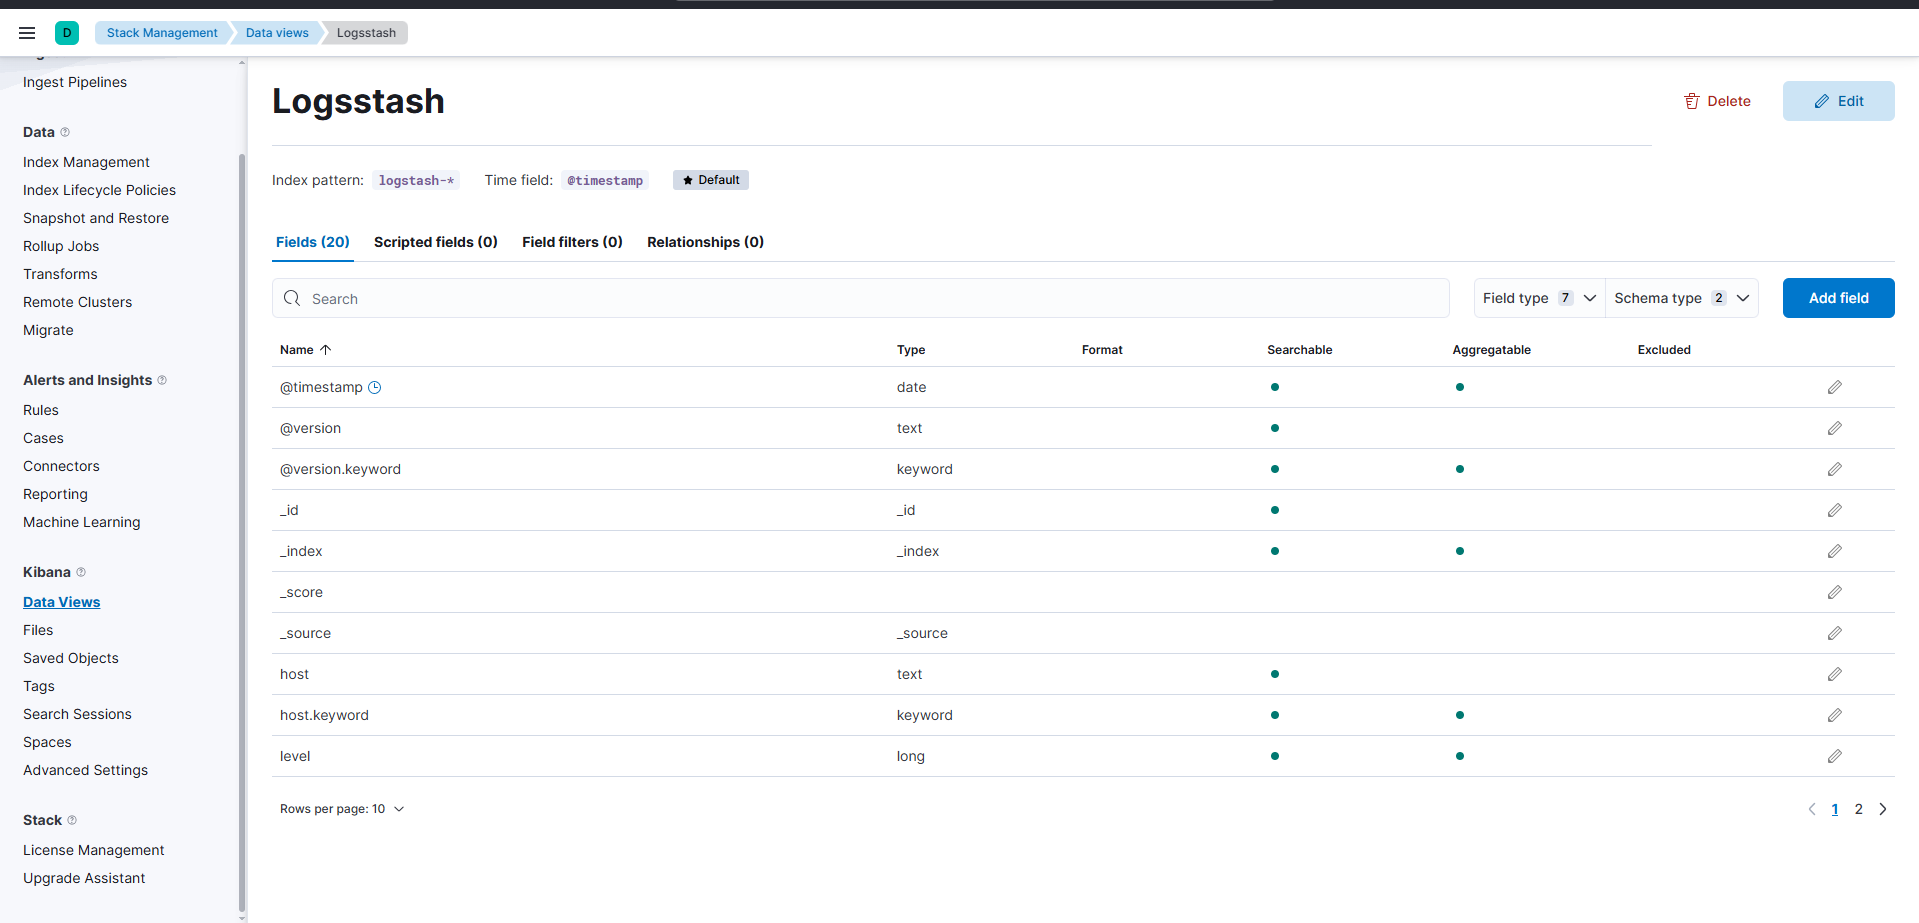 D
Stack Management
Data views
Logsstash
Ingest Pipelines
Data
Index Management
Index Lifecycle Policies
Snapshot and Restore
Rollup Jobs
Transforms
Remote Clusters
Migrate
Alerts and Insights
Rules
Cases
Connectors
Reporting
Machine Learning
Kibana
Data Views
Files
Saved Objects
Tags
Search Sessions
Spaces
Advanced Settings
Stack
License Management
Upgrade Assistant
Logsstash
Delete
Edit
Index pattern: logstash-* Time field: @timestamp Default
Fields (20) Scripted fields (0) Field filters (0) Relationships (0)
Search
Field type 7 Schema type 2
Add field
Name Type Format Searchable Aggregatable Excluded
@timestamp date
@version text
@version.keyword keyword
_id _id
_index _index
_score
_source _source
host text
host.keyword keyword
level long
Rows per page: 10
1 2